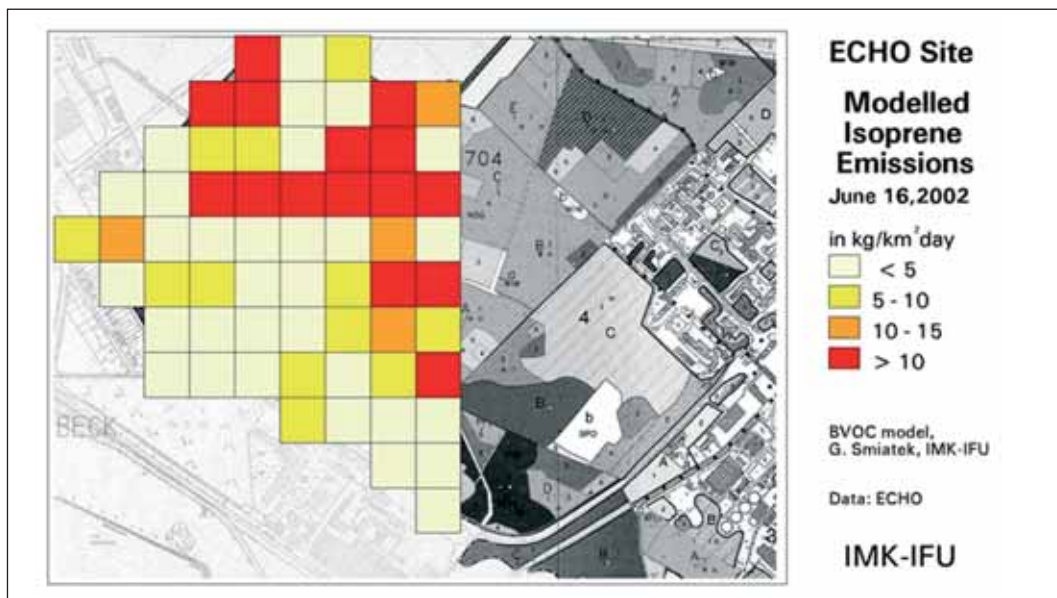 ECHO Site
Modelled
Isoprene
Emissions
June 16,2002
in kg/km²day
< 5
5 - 10
10 - 15
> 10
BVOC model,
G. Smiatek, IMK-IFU
Data: ECHO
IMK-IFU
704
C
E
A
D
D
B
A
4
C
B
b
A
D
B
B
A
3
BECK